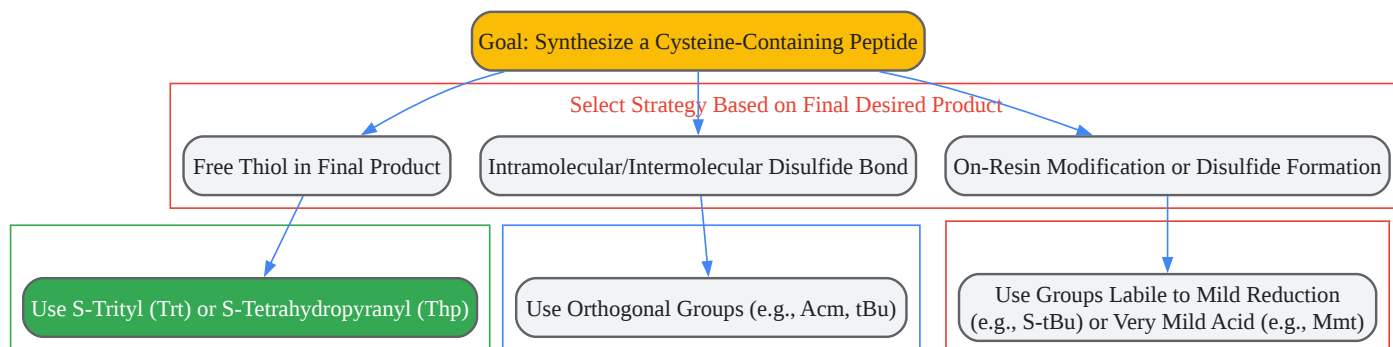 Goal: Synthesize a Cysteine-Containing Peptide
Select Strategy Based on Final Desired Product
Free Thiol in Final Product
Intramolecular/Intermolecular Disulfide Bond
On-Resin Modification or Disulfide Formation
Use S-Trityl (Trt) or S-Tetrahydropyranyl (Thp)
Use Orthogonal Groups (e.g., Acm, tBu)
Use Groups Labile to Mild Reduction
(e.g., S-tBu) or Very Mild Acid (e.g., Mmt)